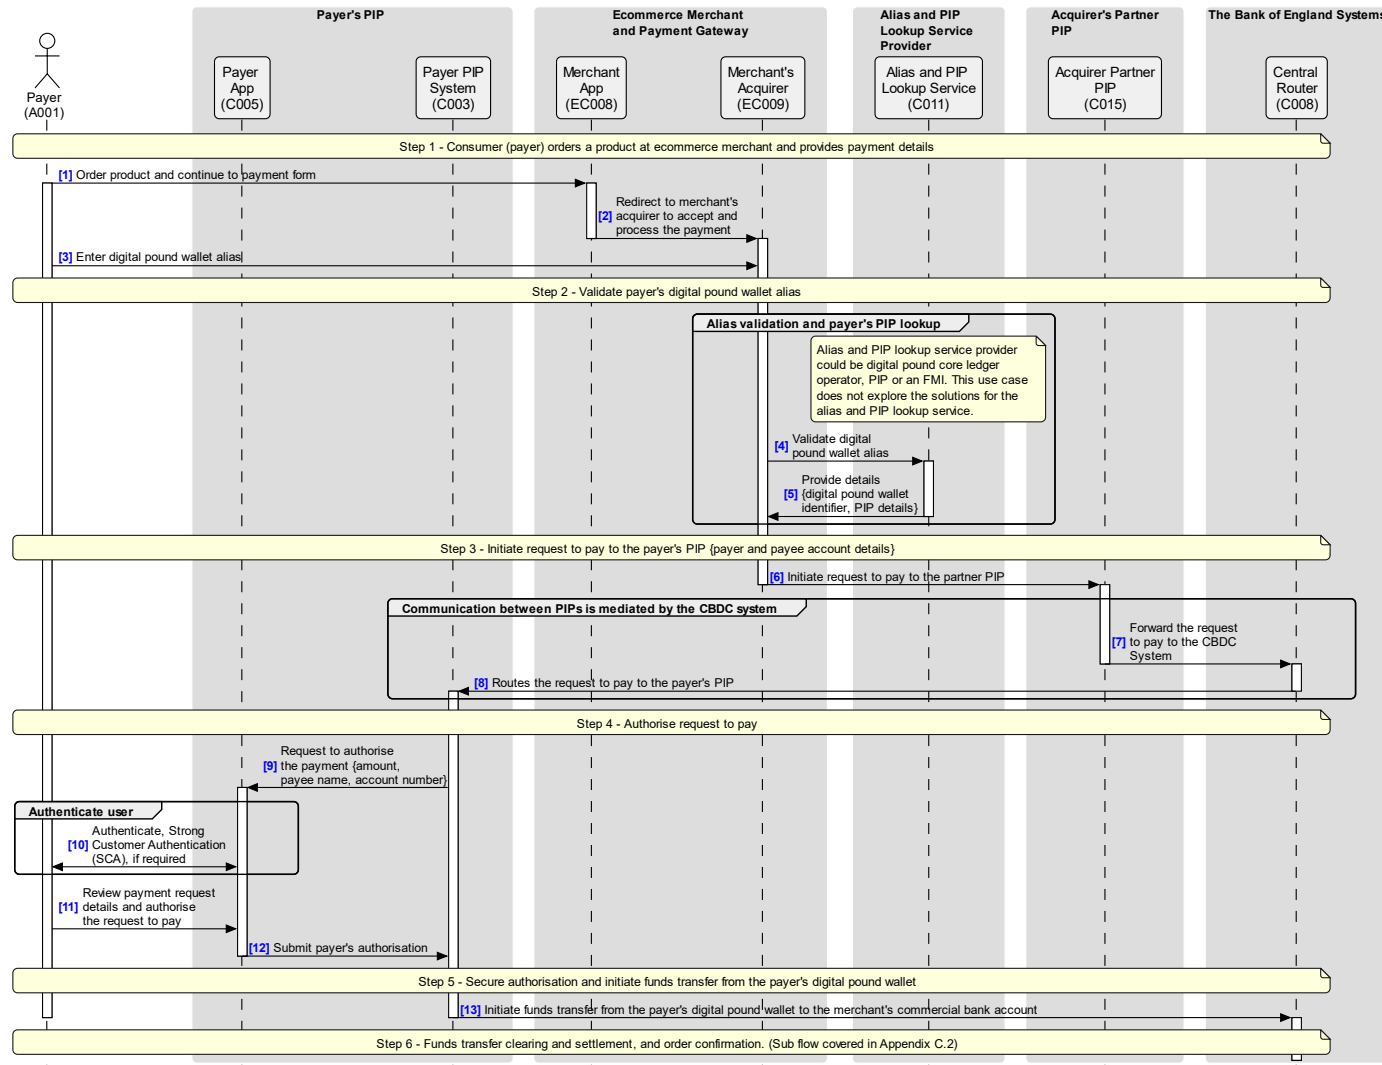 Payer's PIP
Ecommerce Merchant
and Payment Gateway
Alias and PIP
Lookup Service
Provider
Acquirer's Partner
PIP
The Bank of England Systems
Payer
(A001)
Payer
App
(C005)
Payer PIP
System
(C003)
Merchant
App
(EC008)
Merchant's
Acquirer
(EC009)
Alias and PIP
Lookup Service
(C011)
Acquirer Partner
PIP
(C015)
Central
Router
(C008)
Step 1 - Consumer (payer) orders a product at ecommerce merchant and provides payment details
[1] Order product and continue to payment form
Redirect to merchant's
[2] acquirer to accept and
process the payment
[3] Enter digital pound wallet alias
Step 2 - Validate payer's digital pound wallet alias
Alias validation and payer's PIP lookup
Alias and PIP lookup service provider
could be digital pound core ledger
operator, PIP or an FMI. This use case
does not explore the solutions for the
alias and PIP lookup service.
Validate digital
[4] pound wallet alias
Provide details
[5] {digital pound wallet
identifier, PIP details}
Step 3 - Initiate request to pay to the payer's PIP {payer and payee account details}
[6] Initiate request to pay to the partner PIP
Communication between PIPs is mediated by the CBDC system
Forward the request
[7] to pay to the CBDC
System
[8] Routes the request to pay to the payer's PIP
Step 4 - Authorise request to pay
Request to authorise
[9] the payment {amount,
payee name, account number}
Authenticate user
Authenticate, Strong
[10] Customer Authentication
(SCA), if required
Review payment request
[11] details and authorise
the request to pay
[12] Submit payer's authorisation
Step 5 - Secure authorisation and initiate funds transfer from the payer's digital pound wallet
[13] Initiate funds transfer from the payer's digital pound wallet to the merchant's commercial bank account
Step 6 - Funds transfer clearing and settlement, and order confirmation. (Sub flow covered in Appendix C.2)